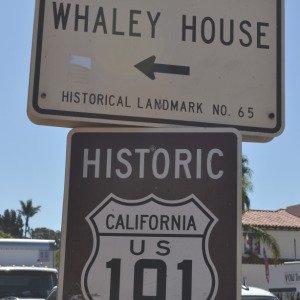 WHALEY HOUSE
HISTORICAL LANDMARK NO. 65
HISTORIC
CALIFORNIA
US
101